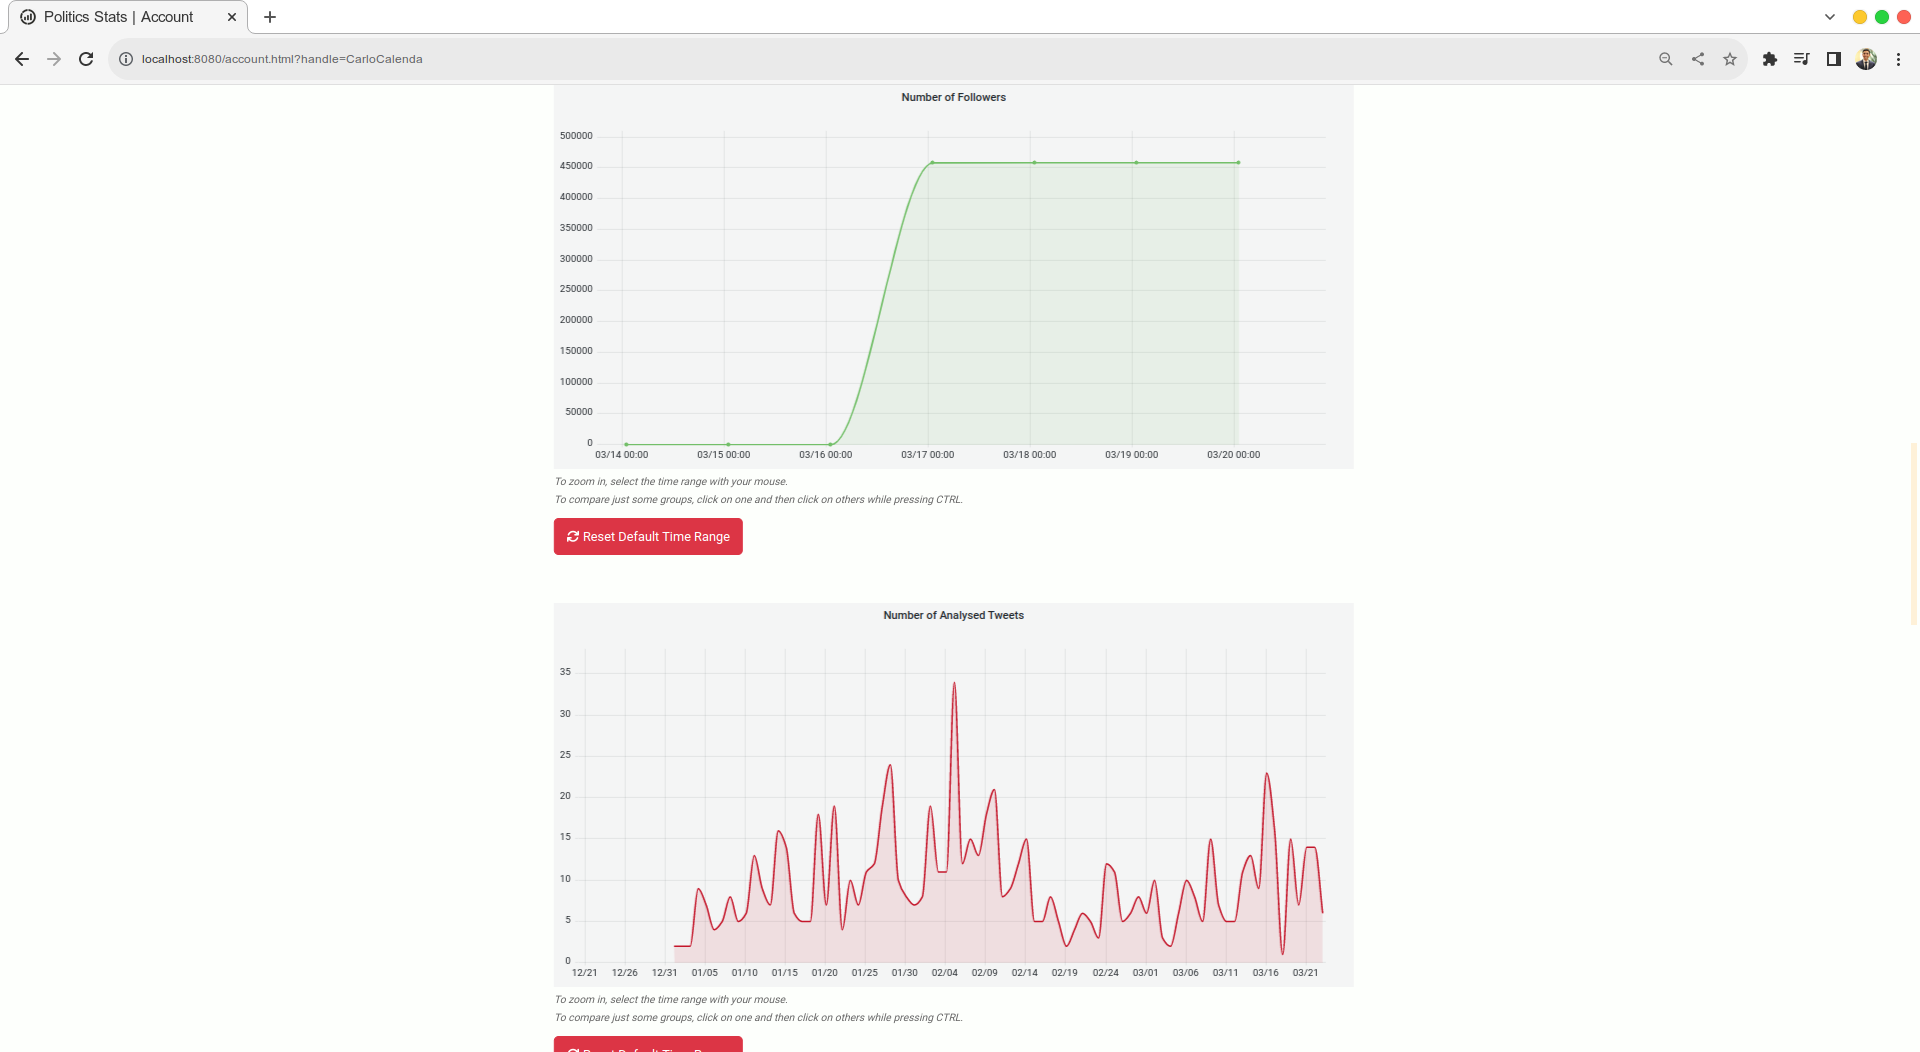 Politics Stats | Account
localhost:8080/account.html?handle=CarloCalenda
Number of Followers
500000
450000
400000
350000
300000
250000
200000
150000
100000
50000
0
03/14 00:00 03/15 00:00 03/16 00:00 03/17 00:00 03/18 00:00 03/19 00:00 03/20 00:00
To zoom in, select the time range with your mouse.
To compare just some groups, click on one and then click on others while pressing CTRL.
Reset Default Time Range
Number of Analysed Tweets
35
30
25
20
15
10
5
0
12/21 12/26 12/31 01/05 01/10 01/15 01/20 01/25 01/30 02/04 02/09 02/14 02/19 02/24 03/01 03/06 03/11 03/16 03/21
To zoom in, select the time range with your mouse.
To compare just some groups, click on one and then click on others while pressing CTRL.
Reset Default Time Range